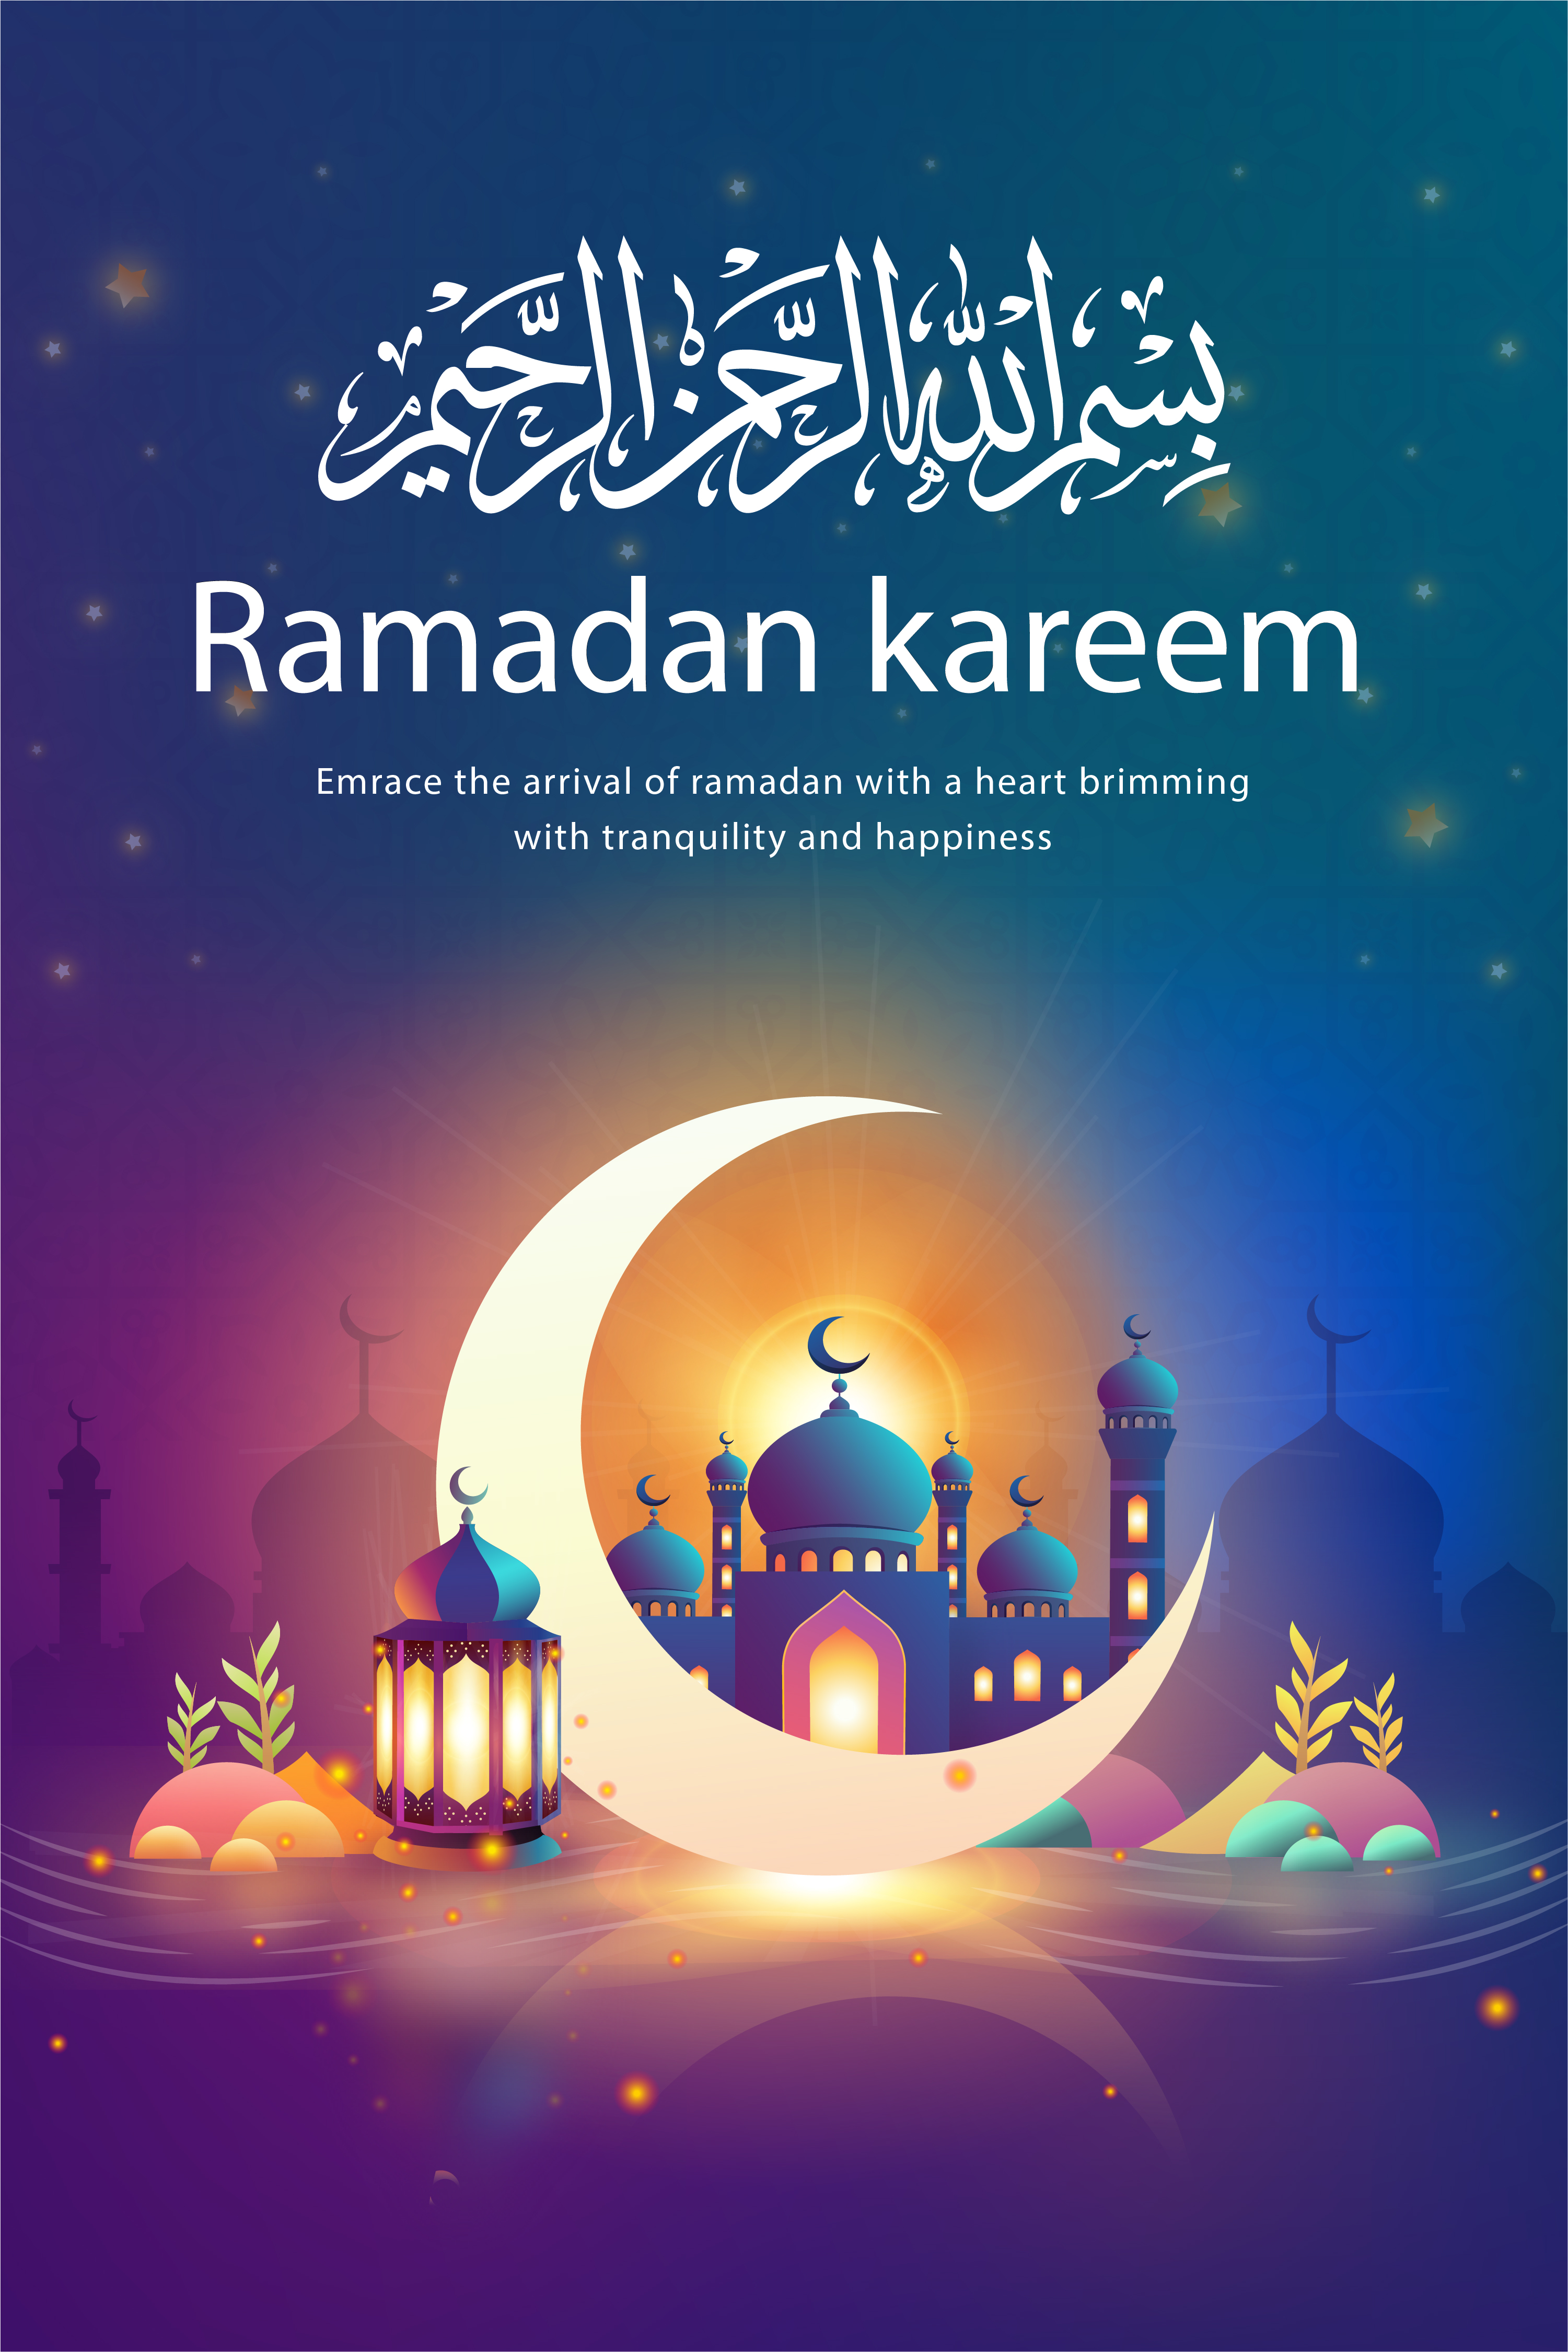 بسم الله الرحمن الرحيم
Ramadan kareem
Emrace the arrival of ramadan with a heart brimming
with tranquility and happiness